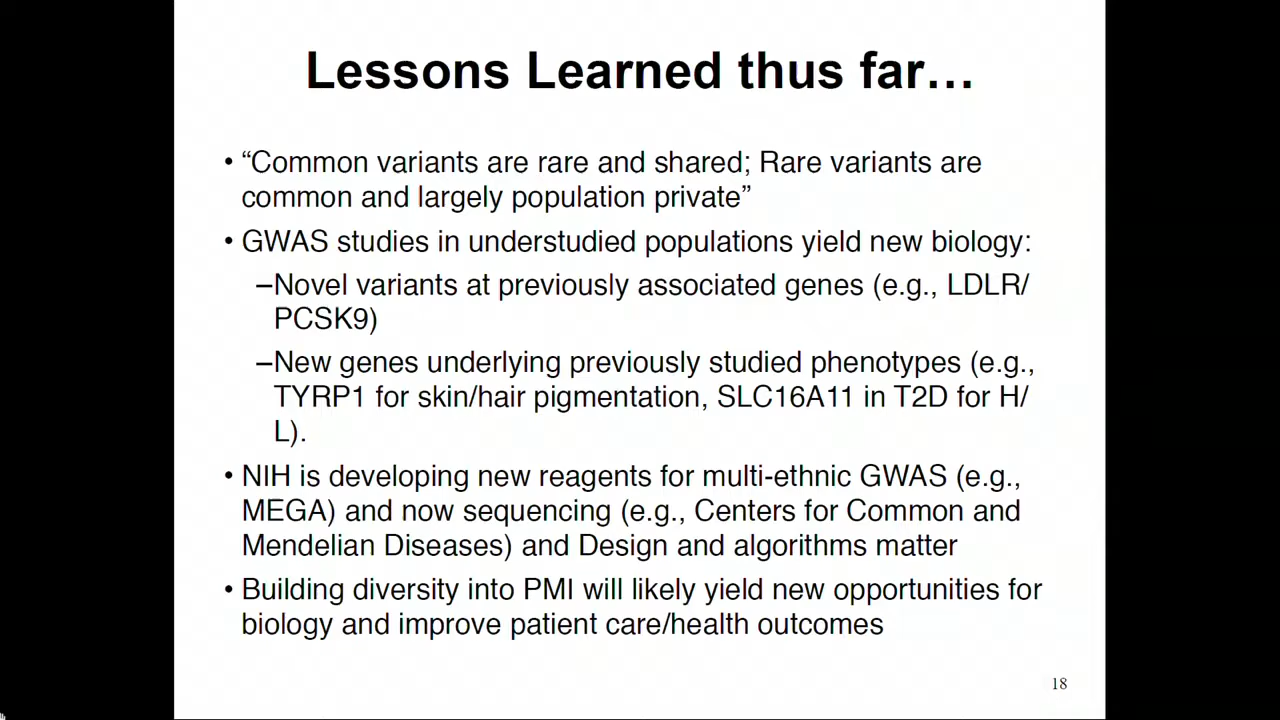 Lessons Learned thus far…
• “Common variants are rare and shared; Rare variants are
common and largely population private”
• GWAS studies in understudied populations yield new biology:
–Novel variants at previously associated genes (e.g., LDLR/
PCSK9)
–New genes underlying previously studied phenotypes (e.g.,
TYRP1 for skin/hair pigmentation, SLC16A11 in T2D for H/
L).
• NIH is developing new reagents for multi-ethnic GWAS (e.g.,
MEGA) and now sequencing (e.g., Centers for Common and
Mendelian Diseases) and Design and algorithms matter
• Building diversity into PMI will likely yield new opportunities for
biology and improve patient care/health outcomes
18